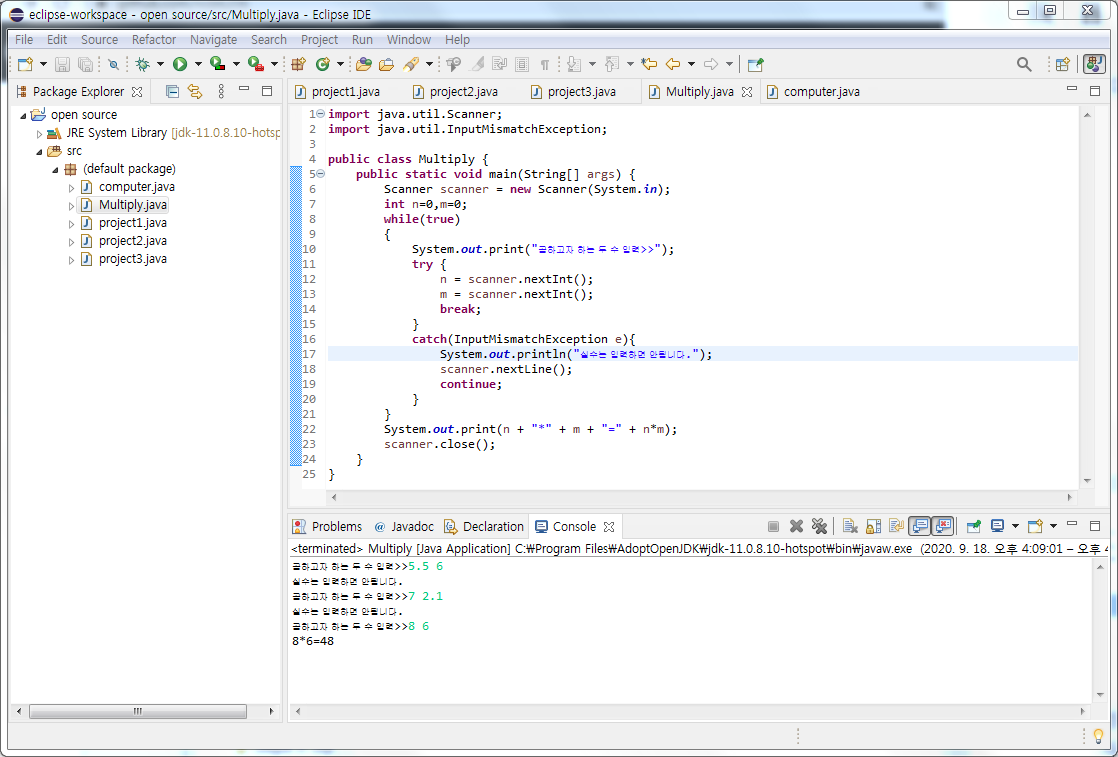 eclipse-workspace - open source/src/Multiply.java - Eclipse IDE
File Edit Source Refactor Navigate Search Project Run Window Help
Package Explorer
project1.java project2.java project3.java Multiply.java computer.java
open source
JRE System Library [jdk-11.0.8.10-hotsp
src
(default package)
computer.java
Multiply.java
project1.java
project2.java
project3.java
1 import java.util.Scanner;
2 import java.util.InputMismatchException;
3
4 public class Multiply {
5 public static void main(String[] args) {
6 Scanner scanner = new Scanner(System.in);
7 int n=0,m=0;
8 while(true)
9 {
10 System.out.print("곱하고자 하는 두 수 입력>>");
11 try {
12 n = scanner.nextInt();
13 m = scanner.nextInt();
14 break;
15 }
16 catch(InputMismatchException e){
17 System.out.println("실수는 입력하면 안됩니다.");
18 scanner.nextLine();
19 continue;
20 }
21 }
22 System.out.print(n + "*" + m + "=" + n*m);
23 scanner.close();
24 }
25 }
Problems Javadoc Declaration Console
<terminated> Multiply [Java Application] C:₩Program Files₩AdoptOpenJDK₩jdk-11.0.8.10-hotspot₩bin₩javaw.exe (2020. 9. 18. 오후 4:09:01 – 오후 4
곱하고자 하는 두 수 입력>>5.5 6
실수는 입력하면 안됩니다.
곱하고자 하는 두 수 입력>>7 2.1
실수는 입력하면 안됩니다.
곱하고자 하는 두 수 입력>>8 6
8*6=48